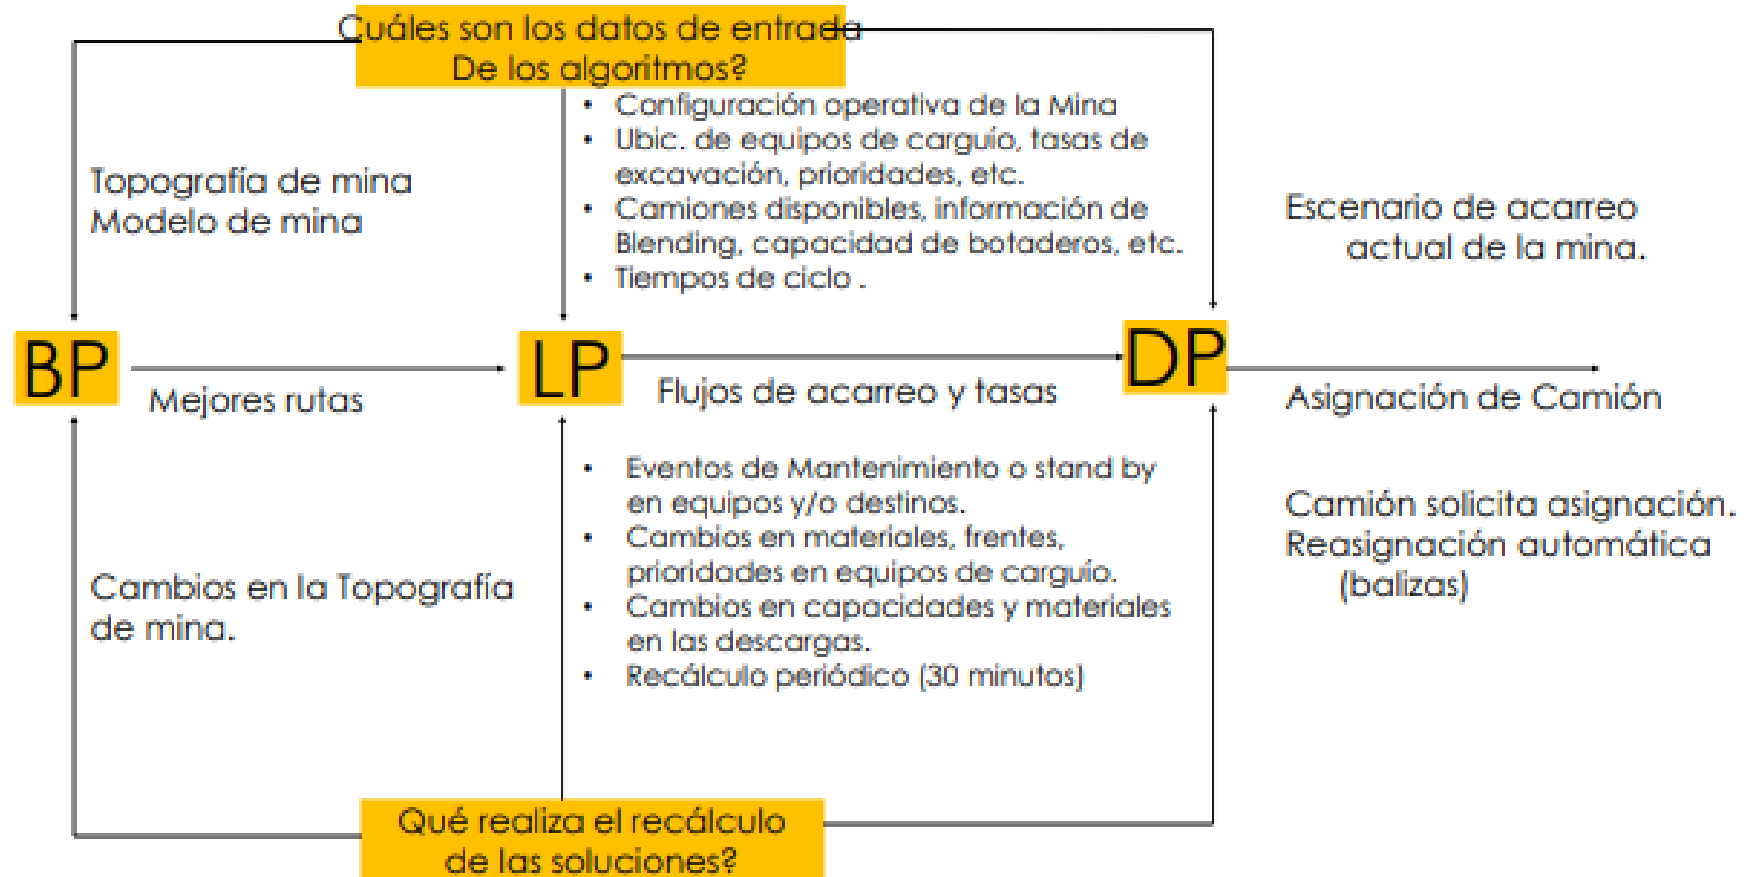 Cuáles son los datos de entrada
De los algoritmos?
• Configuración operativa de la Mina
• Ubic. de equipos de carguío, tasas de
excavación, prioridades, etc.
• Camiones disponibles, información de
Blending, capacidad de botaderos, etc.
• Tiempos de ciclo .
Topografía de mina
Modelo de mina
Escenario de acarreo
actual de la mina.
BP
Mejores rutas
LP
Flujos de acarreo y tasas
DP
Asignación de Camión
• Eventos de Mantenimiento o stand by
en equipos y/o destinos.
• Cambios en materiales, frentes,
prioridades en equipos de carguío.
• Cambios en capacidades y materiales
en las descargas.
• Recálculo periódico (30 minutos)
Cambios en la Topografía
de mina.
Camión solicita asignación.
Reasignación automática
(balizas)
Qué realiza el recálculo
de las soluciones?